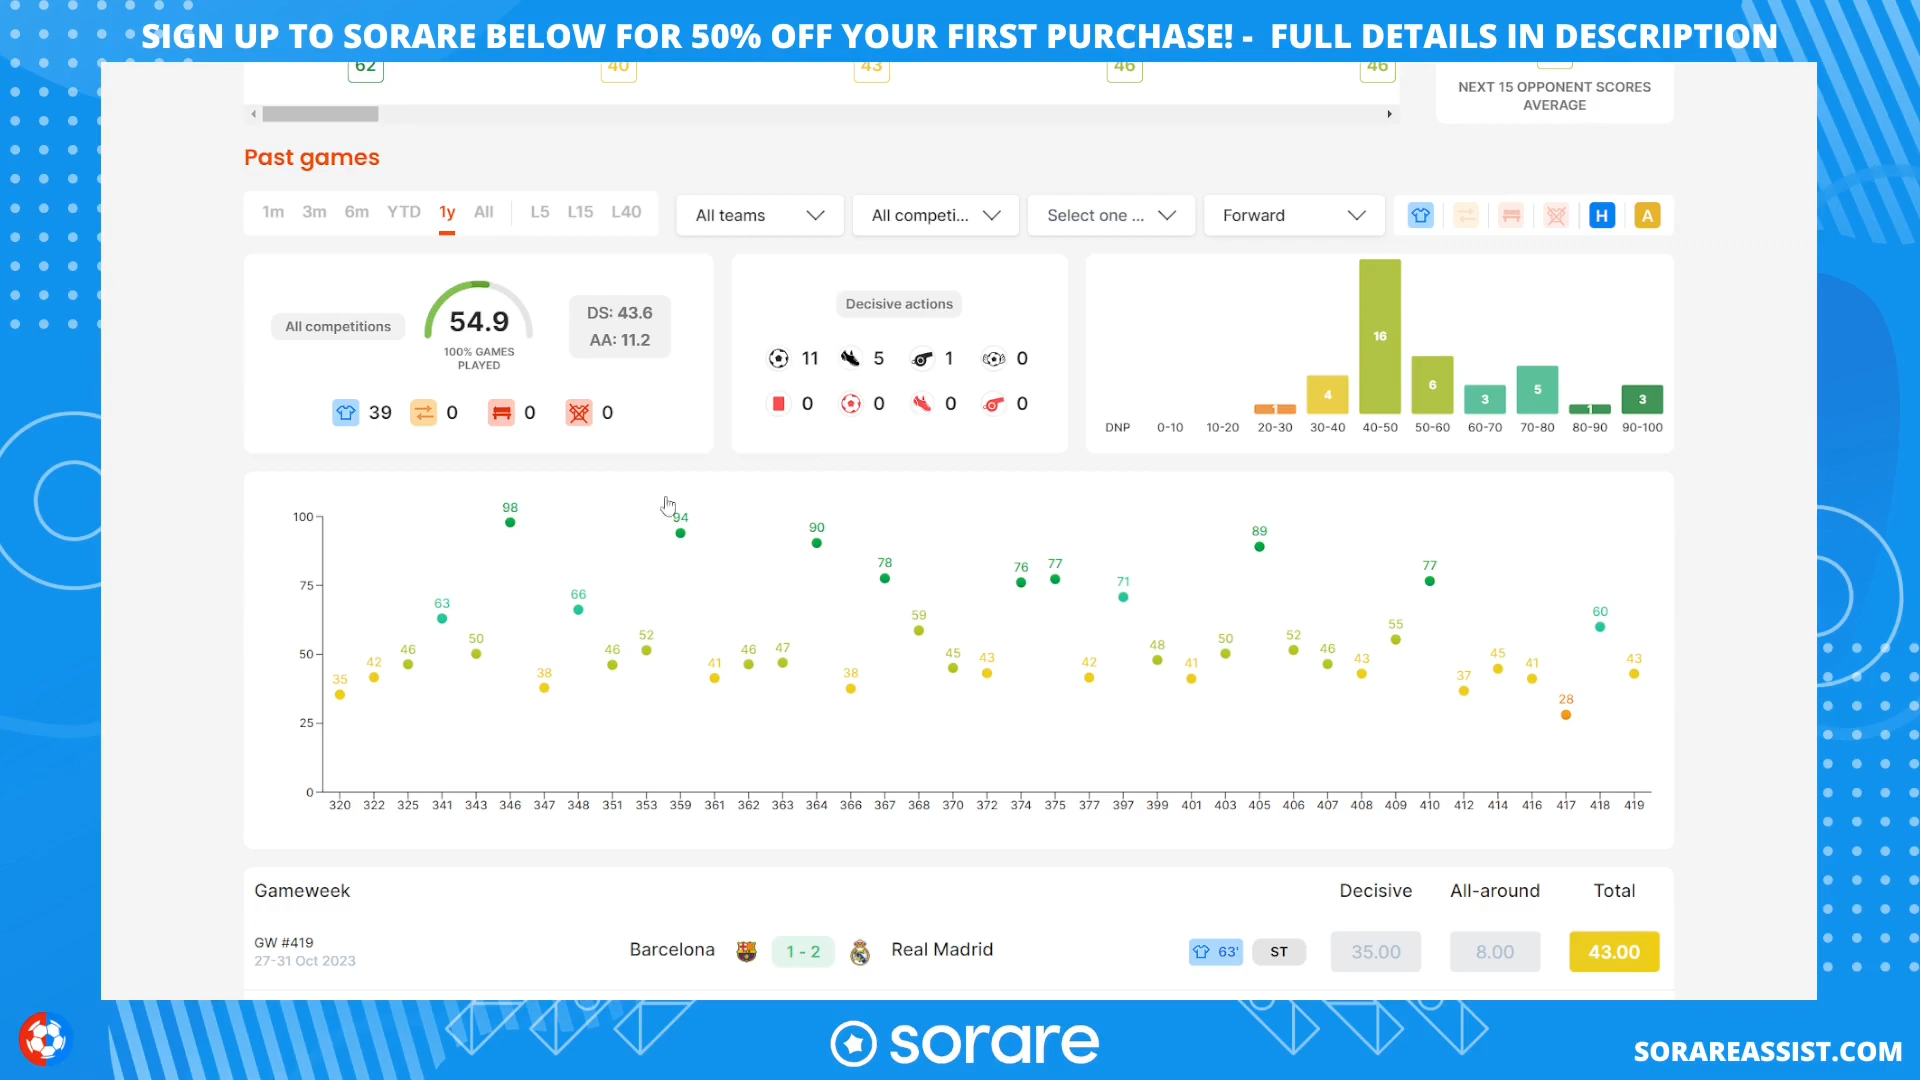 SIGN UP TO SORARE BELOW FOR 50% OFF YOUR FIRST PURCHASE! - FULL DETAILS IN DESCRIPTION
62 40 43 46 46
NEXT 15 OPPONENT SCORES
AVERAGE
Past games
1m 3m 6m YTD 1y All L5 L15 L40 All teams All competi... Select one ... Forward H A
All competitions
54.9
100% GAMES
PLAYED
DS: 43.6
AA: 11.2
39 0 0 0
Decisive actions
11 5 1 0
0 0 0 0
1 4 16 6 3 5 1 3
DNP 0-10 10-20 20-30 30-40 40-50 50-60 60-70 70-80 80-90 90-100
100
75
50
25
0
35 42 46 63 50 98 38 66 46 52 94 41 46 47 90 38 78 59 45 43 76 77 42 71 48 41 50 89 52 46 43 55 77 37 45 41 28 60 43
320 322 325 341 343 346 347 348 351 353 359 361 362 363 364 366 367 368 370 372 374 375 377 397 399 401 403 405 406 407 408 409 410 412 414 416 417 418 419
Gameweek Decisive All-around Total
GW #419
27-31 Oct 2023
Barcelona 1 - 2 Real Madrid 63' ST 35.00 8.00 43.00
sorare
SORAREASSIST.COM